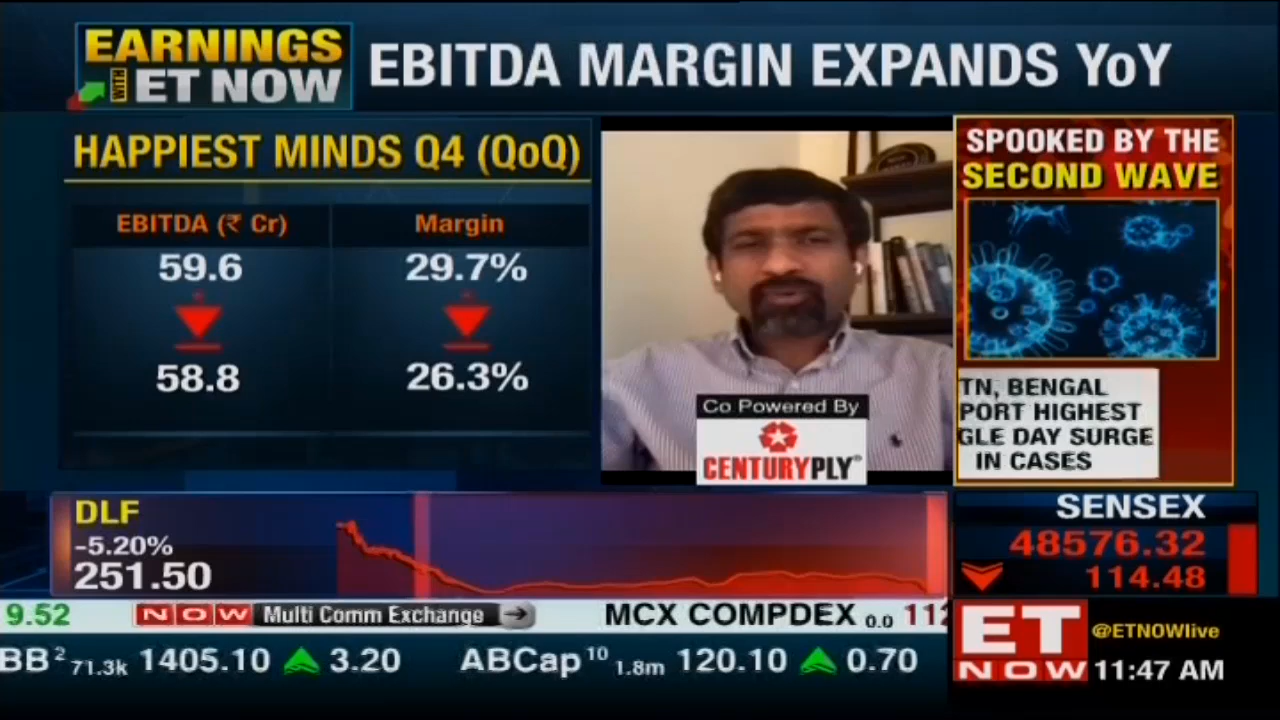 EARNINGS
WITH ET NOW
EBITDA MARGIN EXPANDS YoY
HAPPIEST MINDS Q4 (QoQ)
EBITDA (₹ Cr)
Margin
59.6
29.7%
58.8
26.3%
Co Powered By
CENTURYPLY®
SPOOKED BY THE
SECOND WAVE
TN, BENGAL
PORT HIGHEST
GLE DAY SURGE
IN CASES
DLF
-5.20%
251.50
SENSEX
48576.32
114.48
9.52 NOW Multi Comm Exchange MCX COMPDEX 0.0 112
BB 2 71.3k 1405.10 3.20 ABCap 10 1.8m 120.10 0.70
ET
NOW
@ETNOWlive
11:47 AM